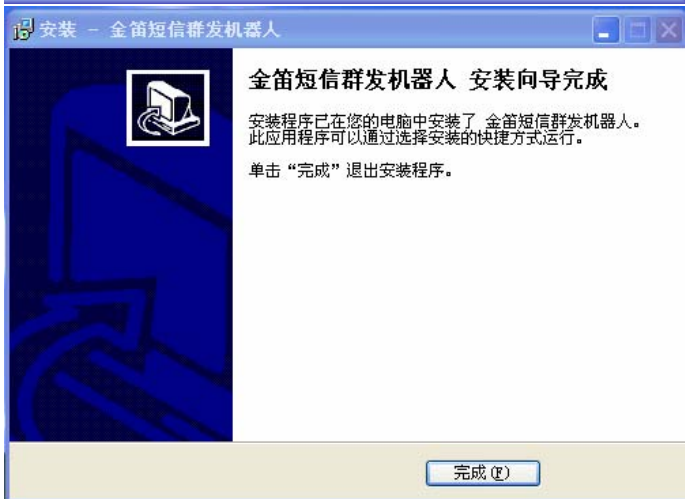 安装 - 金笛短信群发机器人
金笛短信群发机器人 安装向导完成
安装程序已在您的电脑中安装了 金笛短信群发机器人。
此应用程序可以通过选择安装的快捷方式运行。
单击“完成”退出安装程序。
完成(F)